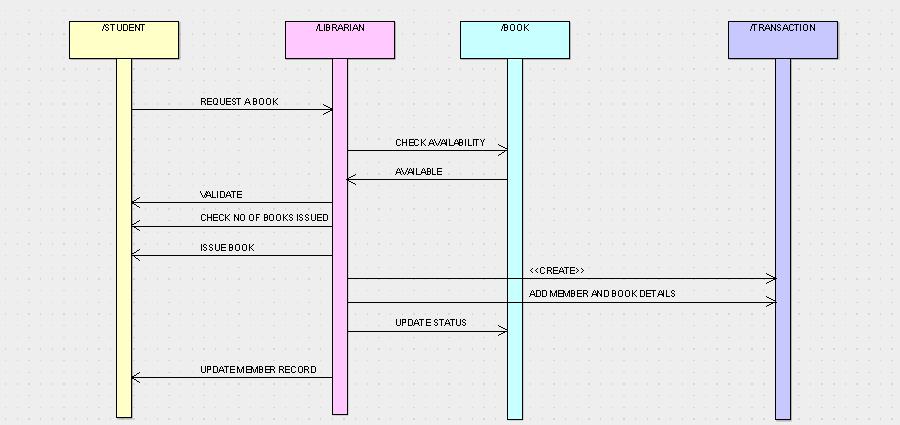 /STUDENT
/LIBRARIAN
/BOOK
/TRANSACTION
REQUEST A BOOK
CHECK AVAILABILITY
AVAILABLE
VALIDATE
CHECK NO OF BOOKS ISSUED
ISSUE BOOK
<<CREATE>>
ADD MEMBER AND BOOK DETAILS
UPDATE STATUS
UPDATE MEMBER RECORD